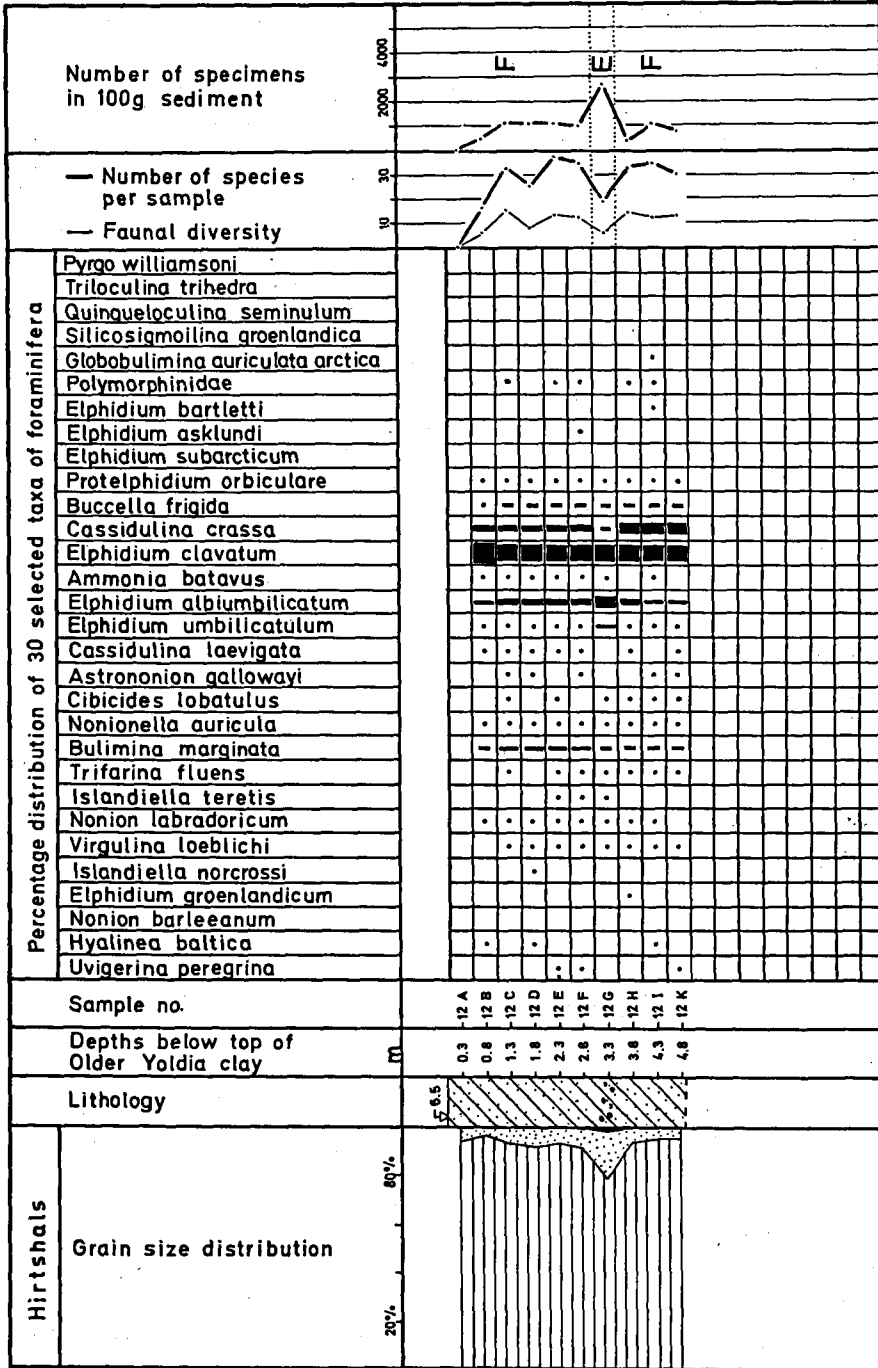 Number of specimens
in 100g sediment
4000
2000
F
E
F
Number of species
per sample
Faunal diversity
30
10
Percentage distribution of 30 selected taxa of foraminifera
Pyrgo williamsoni
Triloculina trihedra
Quinqueloculina seminulum
Silicosigmoilina groenlandica
Globobulimina auriculata arctica
Polymorphinidae
Elphidium bartletti
Elphidium asklundi
Elphidium subarcticum
Protelphidium orbiculare
Buccella frigida
Cassidulina crassa
Elphidium clavatum
Ammonia batavus
Elphidium albiumbilicatum
Elphidium umbilicatulum
Cassidulina laevigata
Astrononion gallowayi
Cibicides lobatulus
Nonionella auricula
Bulimina marginata
Trifarina fluens
Islandiella teretis
Nonion labradoricum
Virgulina loeblichi
Islandiella norcrossi
Elphidium groenlandicum
Nonion barleeanum
Hyalinea baltica
Uvigerina peregrina
Sample no.
12 A
12 B
12 C
12 D
12 E
12 F
12 G
12 H
12 I
12 K
Depths below top of
Older Yoldia clay
m
0.3
0.8
1.3
1.8
2.3
2.8
3.3
3.8
4.3
4.8
Lithology
6.5
Hirtshals
Grain size distribution
80%
20%